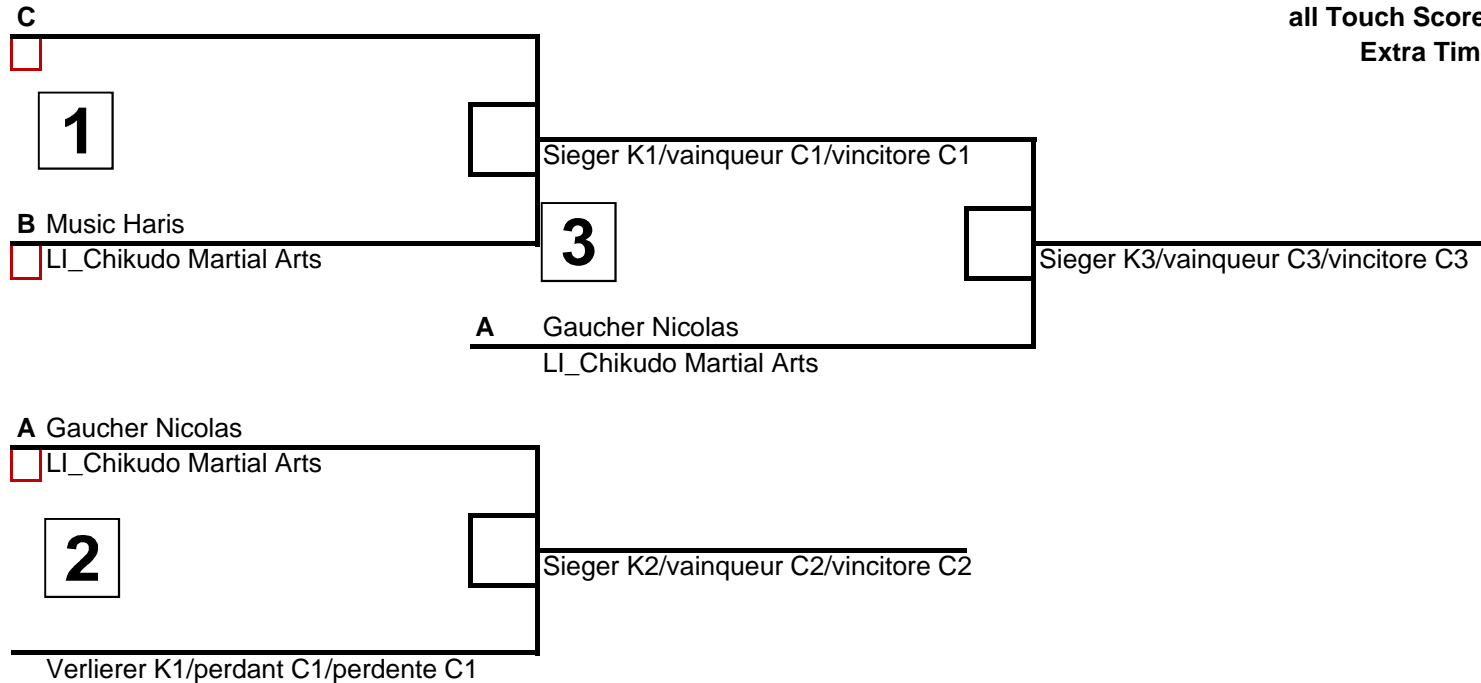 C
all Touch Score
Extra Tim
1
Sieger K1/vainqueur C1/vincitore C1
B Music Haris
LI_Chikudo Martial Arts
3
Sieger K3/vainqueur C3/vincitore C3
A Gaucher Nicolas
LI_Chikudo Martial Arts
A Gaucher Nicolas
LI_Chikudo Martial Arts
2
Sieger K2/vainqueur C2/vincitore C2
Verlierer K1/perdant C1/perdente C1